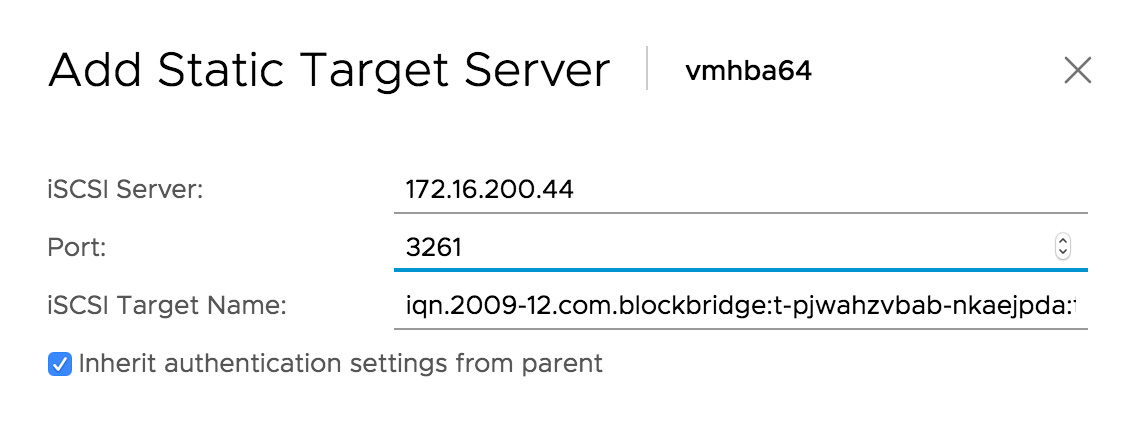 Add Static Target Server vmhba64
iSCSI Server: 172.16.200.44
Port: 3261
iSCSI Target Name: iqn.2009-12.com.blockbridge:t-pjwahzvbab-nkaejpda:
Inherit authentication settings from parent